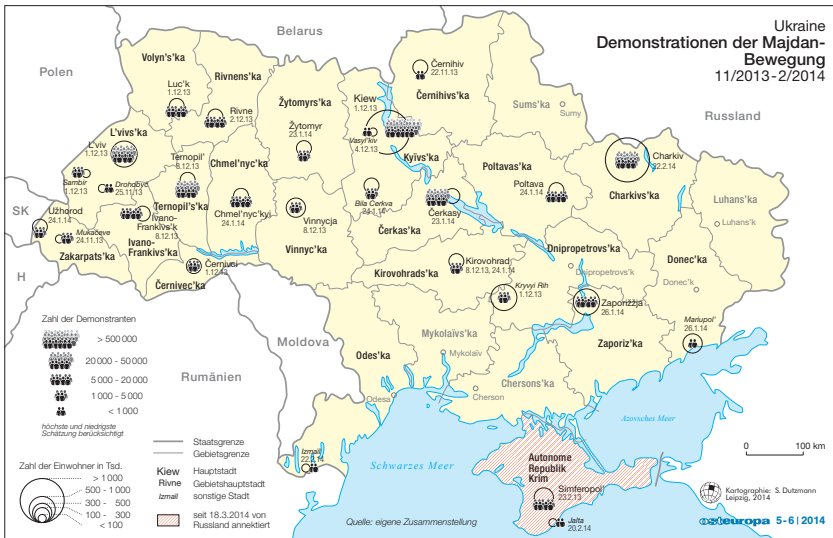 Ukraine
Demonstrationen der Majdan-
Bewegung
11/2013-2/2014
Belarus
Polen
Russland
SK
H
Moldova
Rumänien
Volyns'ka
Luc'k
1.12.13
Rivnens'ka
Rivne
2.12.13
Žytomyrs'ka
Žytomyr
23.1.14
Kiew
1.12.13
Vasyl'kiv
4.12.13
Kyïvs'ka
Černihiv
22.11.13
Černihivs'ka
Sums'ka
Sumy
L'vivs'ka
L'viv
1.12.13
Sambir
1.12.13
Drohobyč
25.11.13
Ternopil'
8.12.13
Ternopil's'ka
Chmel'nyc'ka
Chmel'nyc'kyi
24.1.14
Užhorod
24.1.14
Mukačeve
24.11.13
Zakarpats'ka
Ivano-
Frankivs'k
8.12.13
Ivano-
Frankivs'ka
Černivci
1.12.13
Černivec'ka
Vinnycja
8.12.13
Vinnyc'ka
Bila Cerkva
24.1.14
Čerkas'ka
Čerkasy
23.1.14
Poltavas'ka
Poltava
24.1.14
Charkiv
22.2.14
Charkivs'ka
Luhans'ka
Luhans'k
Donec'ka
Donec'k
Dnipropetrovs'ka
Dnipropetrovs'k
Kirovohrads'ka
Kirovohrad
8.12.13, 24.1.14
Kryvyi Rih
1.12.13
Zaporižžja
26.1.14
Zaporiz'ka
Mariupol'
26.1.14
Mykolaïvs'ka
Mykolaïv
Odes'ka
Odesa
Chersons'ka
Cherson
Izmaïl
22.2.14
Schwarzes Meer
Azovsches Meer
Autonome
Republik
Krim
Simferopol'
23.2.13
Jalta
20.2.14
Zahl der Demonstranten
> 500 000
20 000 - 50 000
5 000 - 20 000
1 000 - 5 000
< 1 000
höchste und niedrigste
Schätzung berücksichtigt
Zahl der Einwohner in Tsd.
> 1 000
500 - 1 000
300 - 500
100 - 300
< 100
Staatsgrenze
Gebietsgrenze
Kiew Hauptstadt
Rivne Gebietshauptstadt
Izmaïl sonstige Stadt
seit 18.3.2014 von
Russland annektiert
Quelle: eigene Zusammenstellung
0 100 km
Kartographie: S. Dutzmann
Leipzig, 2014
osteuropa 5-6 | 2014